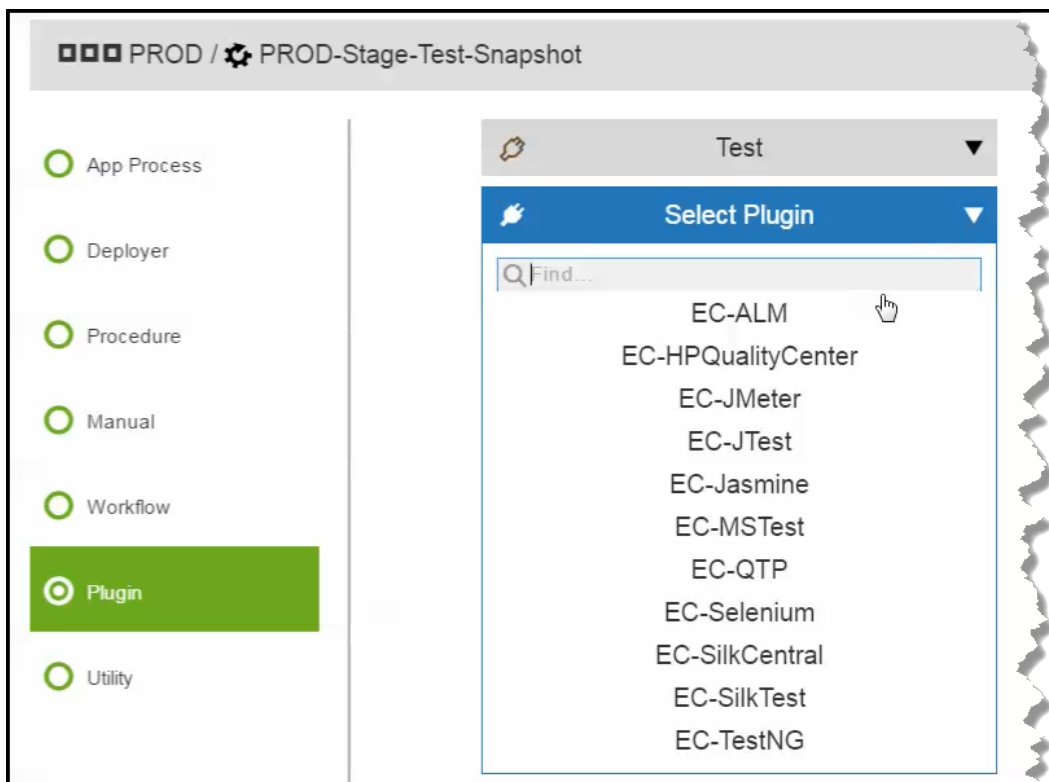 PROD / PROD-Stage-Test-Snapshot
App Process
Deployer
Procedure
Manual
Workflow
Plugin
Utility
Test
Select Plugin
Find...
EC-ALM
EC-HPQualityCenter
EC-JMeter
EC-JTest
EC-Jasmine
EC-MSTest
EC-QTP
EC-Selenium
EC-SilkCentral
EC-SilkTest
EC-TestNG